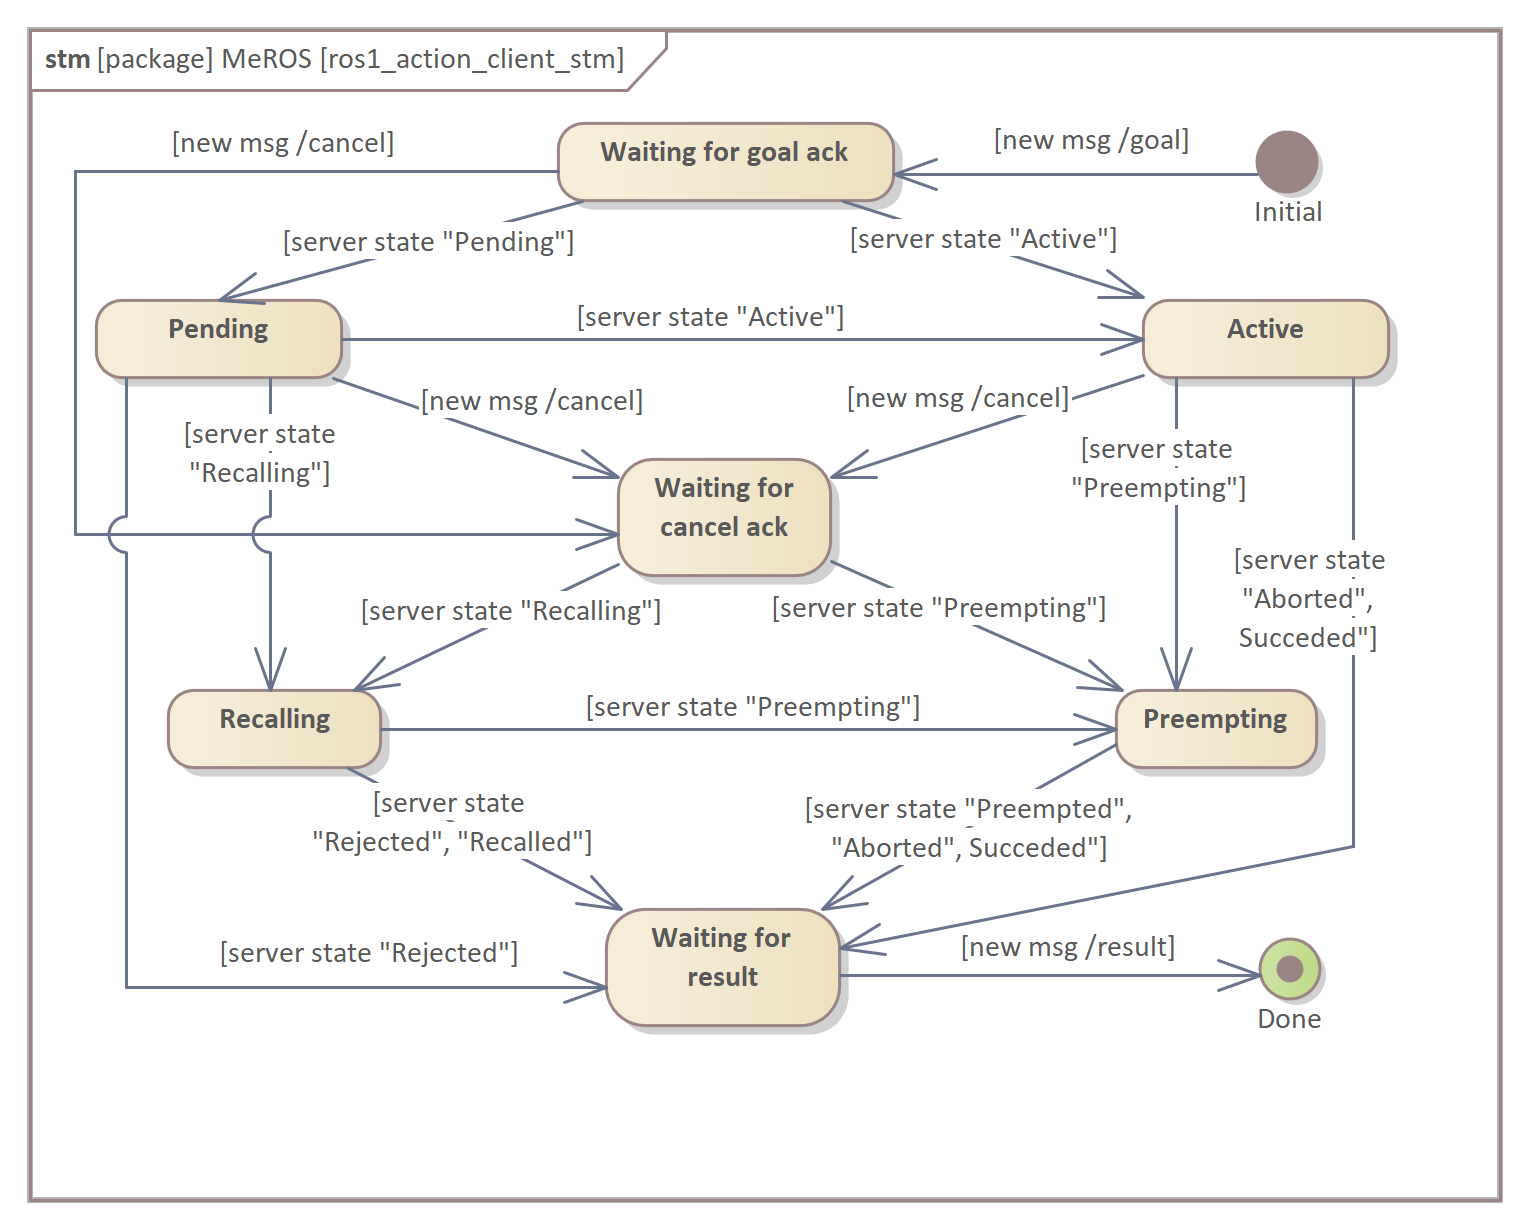 stm [package] MeROS [ros1_action_client_stm]
[new msg /cancel]
Waiting for goal ack
[new msg /goal]
Initial
[server state "Pending"]
[server state "Active"]
Pending
[server state "Active"]
Active
[new msg /cancel]
[new msg /cancel]
[server state
"Recalling"]
[server state
"Preempting"]
Waiting for
cancel ack
[server state
"Aborted",
Succeded"]
[server state "Recalling"]
[server state "Preempting"]
Recalling
[server state "Preempting"]
Preempting
[server state
"Rejected", "Recalled"]
[server state "Preempted",
"Aborted", Succeded"]
[server state "Rejected"]
Waiting for
result
[new msg /result]
Done